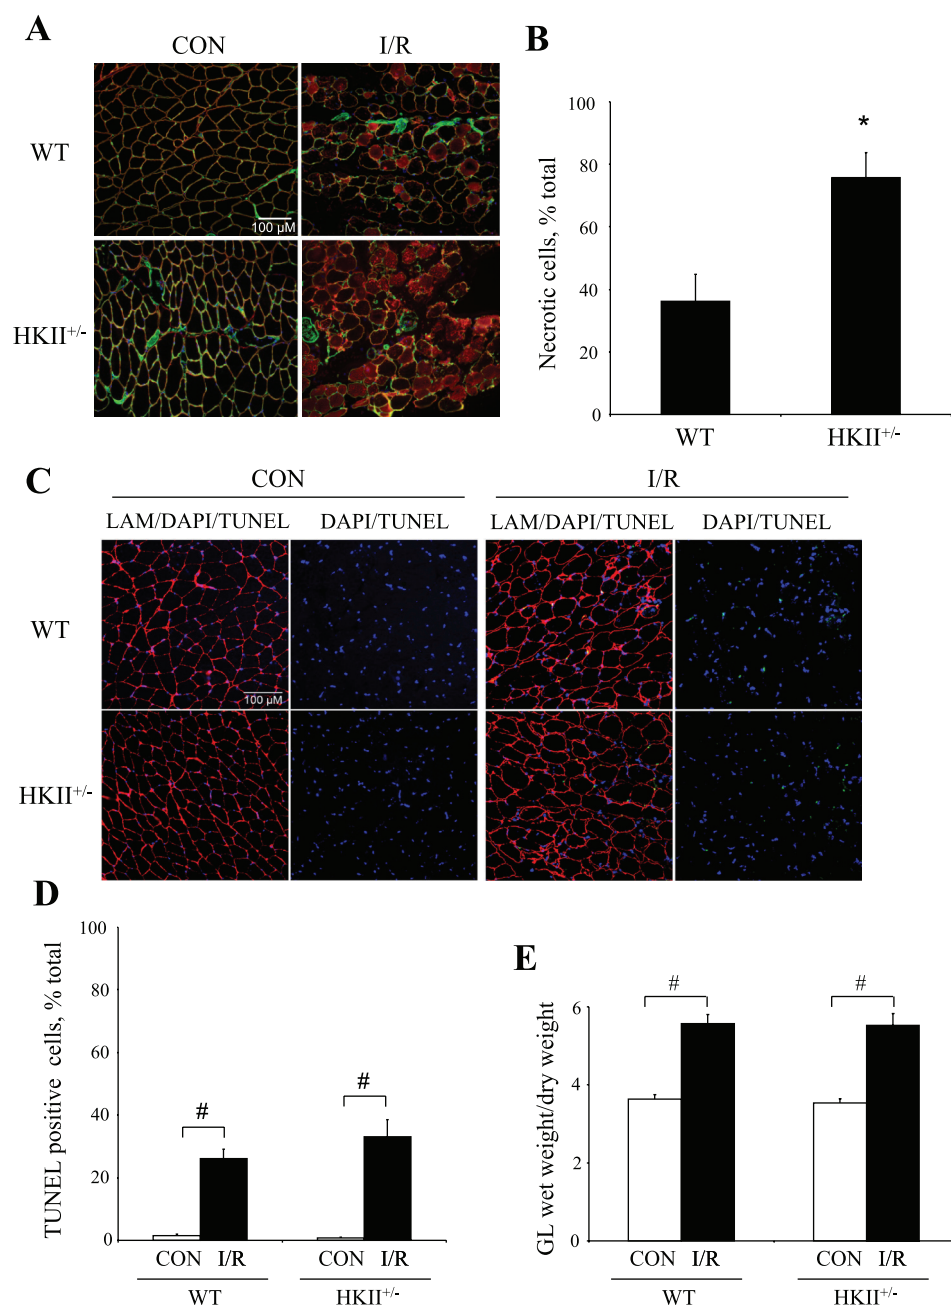 A
CON
I/R
WT
100 µM
HKII+/-
B
Necrotic cells, % total
100
80
60
40
20
0
*
WT
HKII+/-
C
CON
I/R
LAM/DAPI/TUNEL
DAPI/TUNEL
LAM/DAPI/TUNEL
DAPI/TUNEL
WT
100 µM
HKII+/-
D
TUNEL positive cells, % total
100
80
60
40
20
0
#
#
CON
I/R
CON
I/R
WT
HKII+/-
E
GL wet weight/dry weight
6
4
2
0
#
#
CON
I/R
CON
I/R
WT
HKII+/-